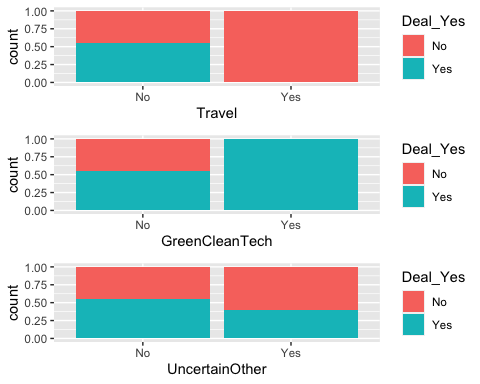 count
1.00
0.75
0.50
0.25
0.00
No
Yes
Travel
Deal_Yes
No
Yes
count
1.00
0.75
0.50
0.25
0.00
No
Yes
GreenCleanTech
Deal_Yes
No
Yes
count
1.00
0.75
0.50
0.25
0.00
No
Yes
UncertainOther
Deal_Yes
No
Yes